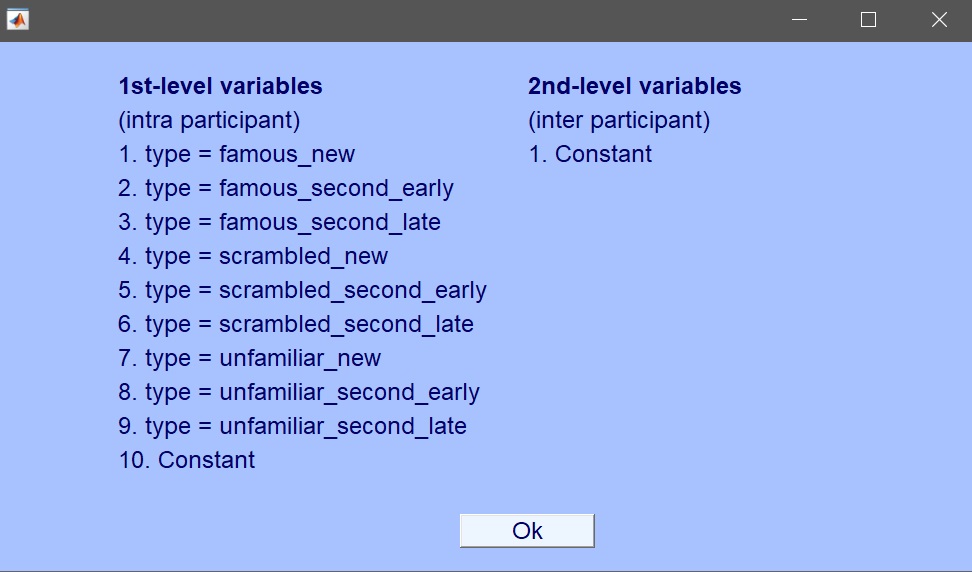 1st-level variables
(intra participant)
1. type = famous_new
2. type = famous_second_early
3. type = famous_second_late
4. type = scrambled_new
5. type = scrambled_second_early
6. type = scrambled_second_late
7. type = unfamiliar_new
8. type = unfamiliar_second_early
9. type = unfamiliar_second_late
10. Constant
2nd-level variables
(inter participant)
1. Constant
Ok